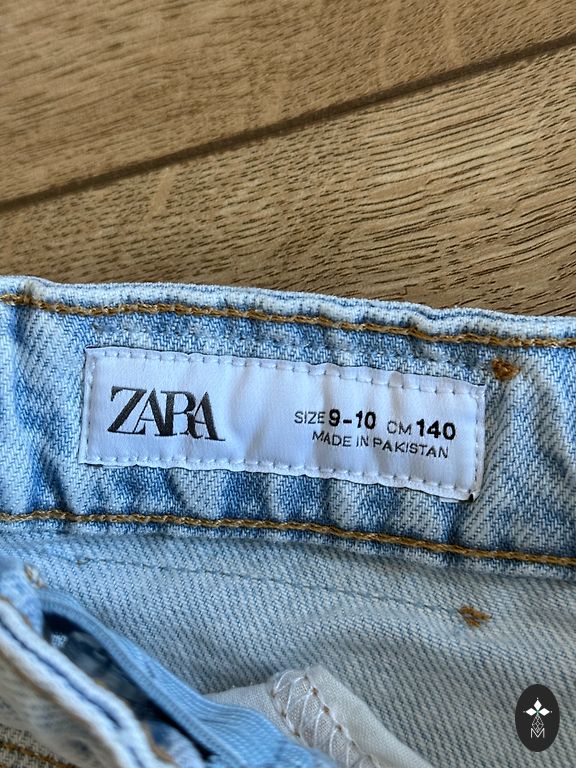 ZARA
SIZE 9-10 CM 140
MADE IN PAKISTAN
M